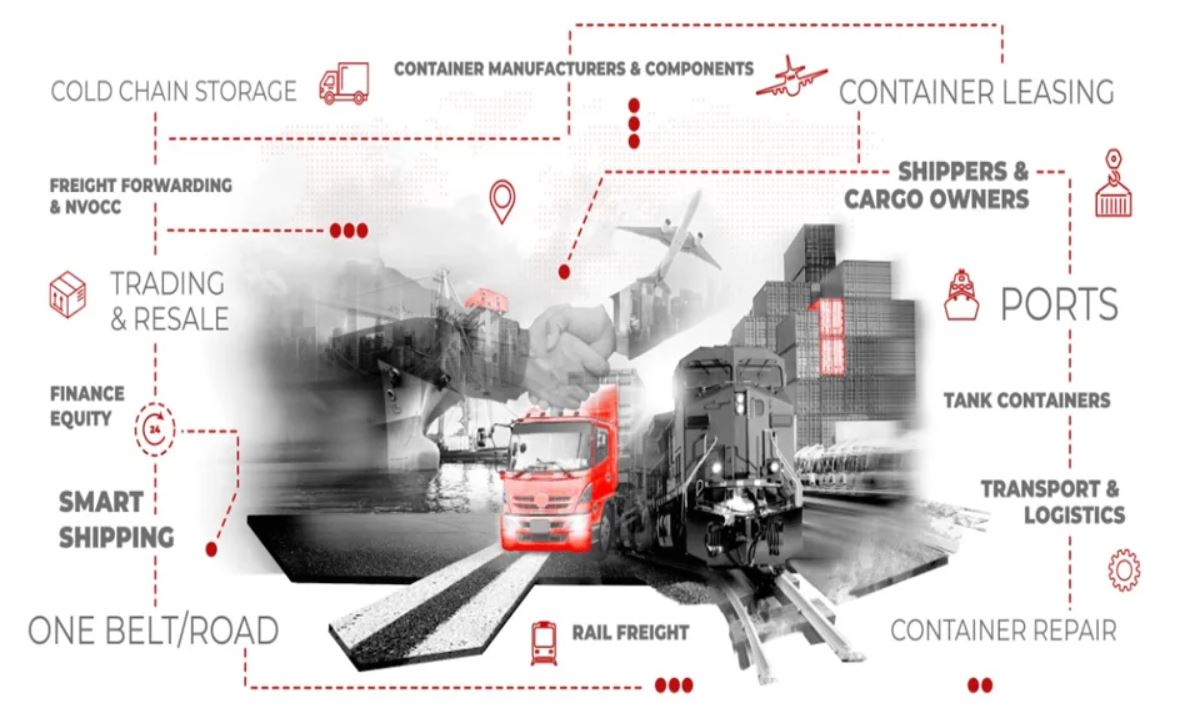 CONTAINER MANUFACTURERS & COMPONENTS
COLD CHAIN STORAGE
CONTAINER LEASING
FREIGHT FORWARDING
& NVOCC
SHIPPERS &
CARGO OWNERS
TRADING
& RESALE
PORTS
FINANCE
EQUITY
24
TANK CONTAINERS
SMART
SHIPPING
TRANSPORT &
LOGISTICS
ONE BELT/ROAD
RAIL FREIGHT
CONTAINER REPAIR